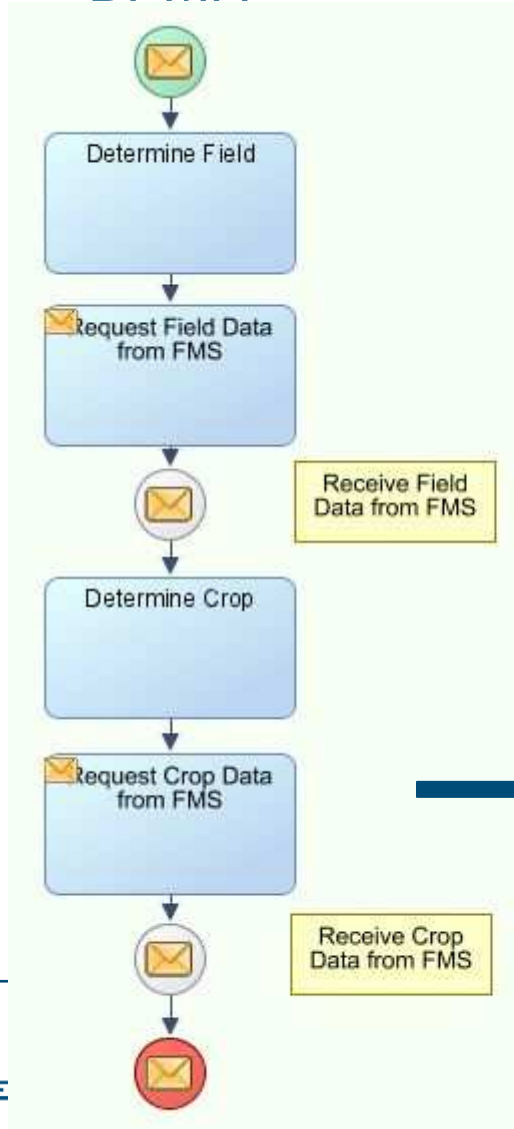 Determine Field
Request Field Data
from FMS
Receive Field
Data from FMS
Determine Crop
Request Crop Data
from FMS
Receive Crop
Data from FMS